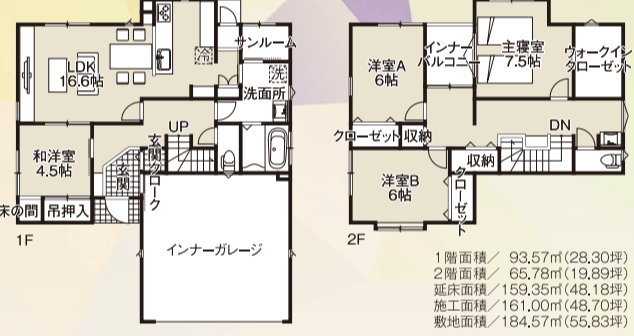 LDK
16.6帖
冷
サンルーム
洗
洗面所
UP
和洋室
4.5帖
玄関
玄関クローク
床の間
吊押入
インナーガレージ
1F
洋室A
6帖
インナー
バルコニー
主寝室
7.5帖
ウォークイン
クローゼット
クローゼット
収納
DN
収納
洋室B
6帖
クローゼット
2F
1階面積／ 93.57㎡(28.30坪)
2階面積／ 65.78㎡(19.89坪)
延床面積／159.35㎡(48.18坪)
施工面積／161.00㎡(48.70坪)
敷地面積／184.57㎡(55.83坪)